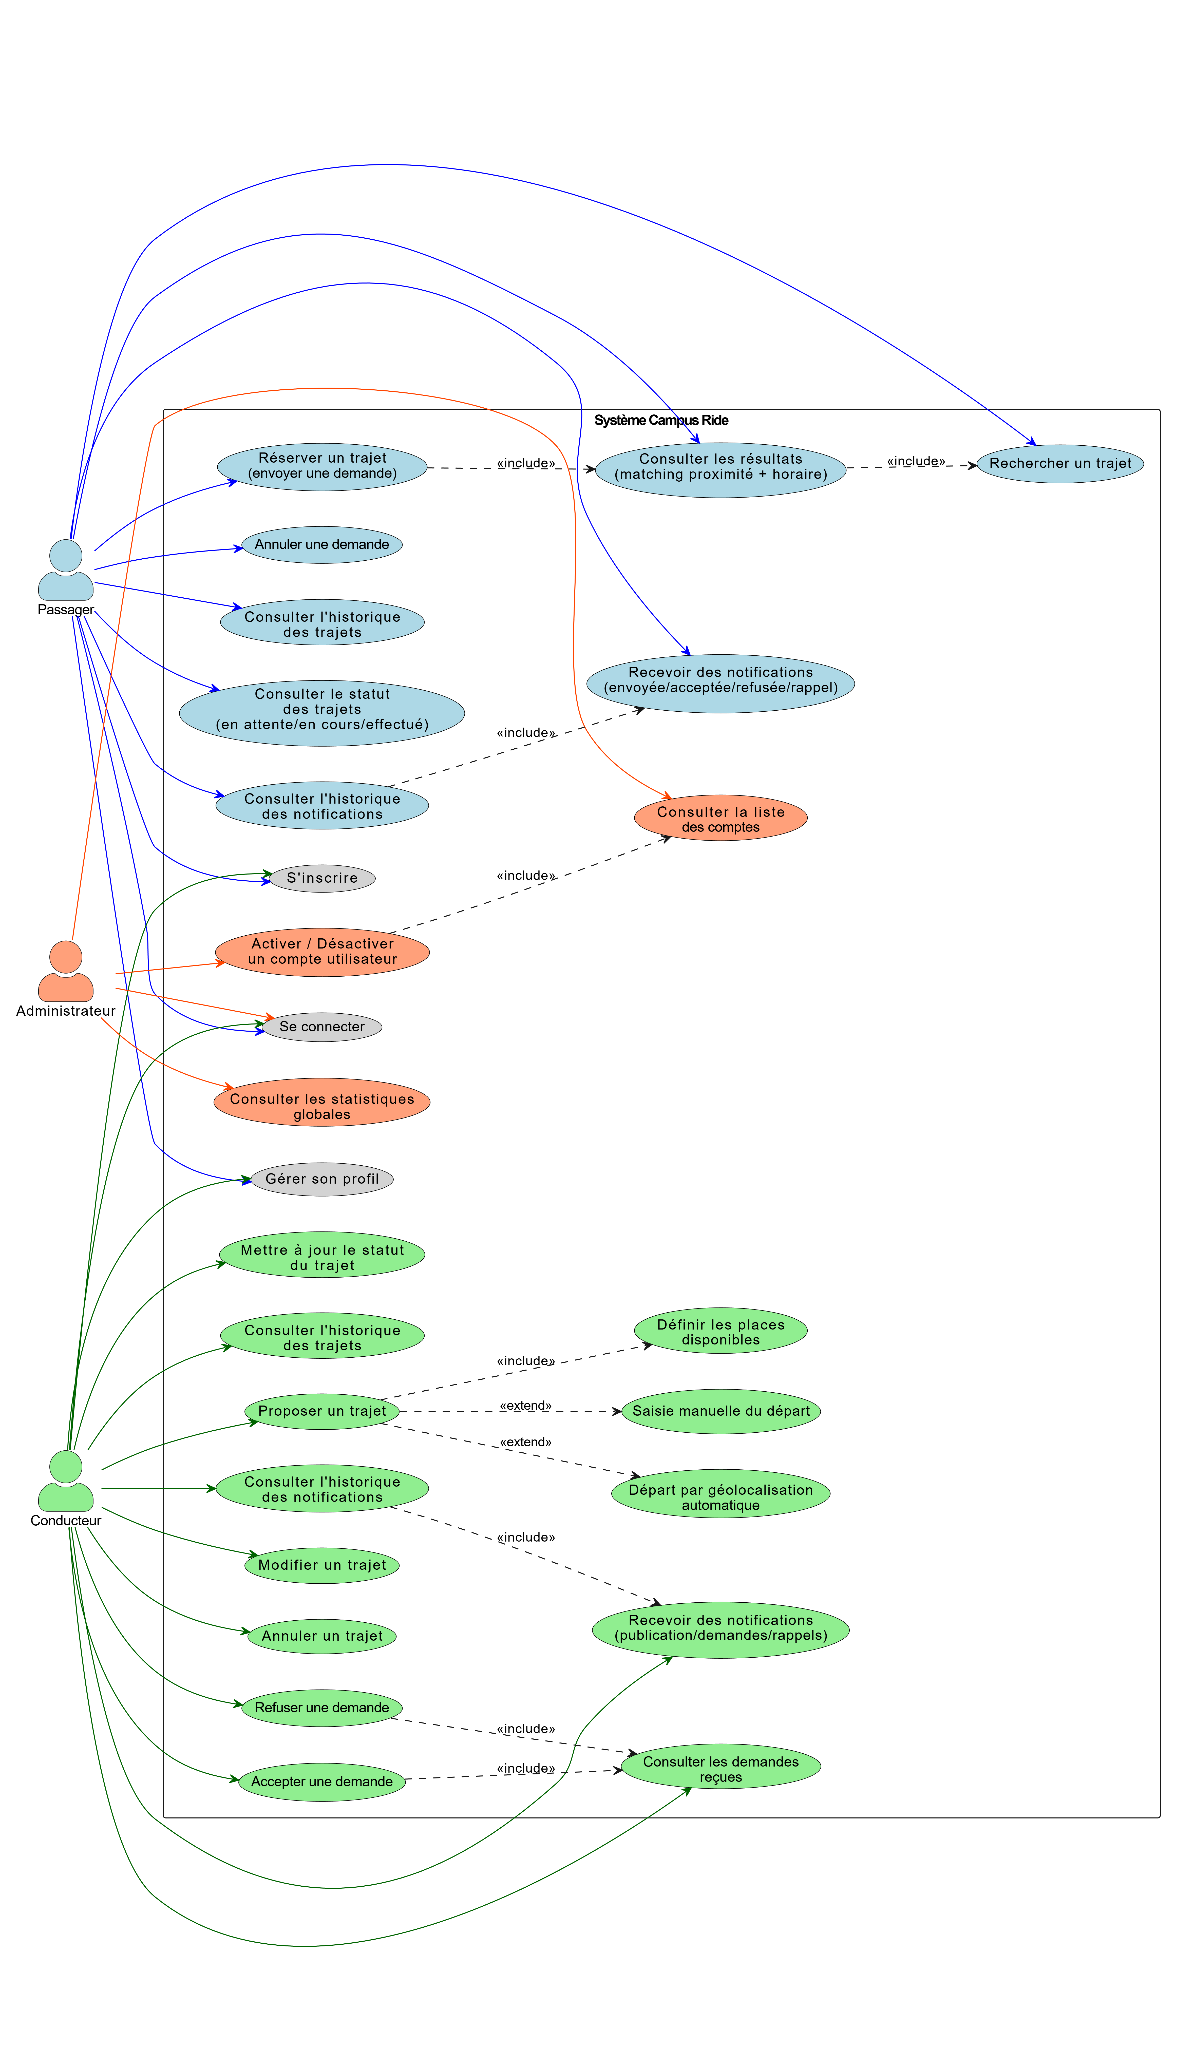 Système Campus Ride
Réserver un trajet
(envoyer une demande)
«include»
Consulter les résultats
(matching proximité + horaire)
«include»
Rechercher un trajet
Annuler une demande
Passager
Consulter l'historique
des trajets
Recevoir des notifications
(envoyée/acceptée/refusée/rappel)
Consulter le statut
des trajets
(en attente/en cours/effectué)
«include»
Consulter l'historique
des notifications
Consulter la liste
des comptes
S'inscrire
«include»
Activer / Désactiver
un compte utilisateur
Administrateur
Se connecter
Consulter les statistiques
globales
Gérer son profil
Mettre à jour le statut
du trajet
Consulter l'historique
des trajets
Définir les places
disponibles
«include»
Proposer un trajet
«extend»
Saisie manuelle du départ
«extend»
Consulter l'historique
des notifications
Départ par géolocalisation
automatique
Conducteur
«include»
Modifier un trajet
Recevoir des notifications
(publication/demandes/rappels)
Annuler un trajet
Refuser une demande
«include»
Consulter les demandes
reçues
«include»
Accepter une demande